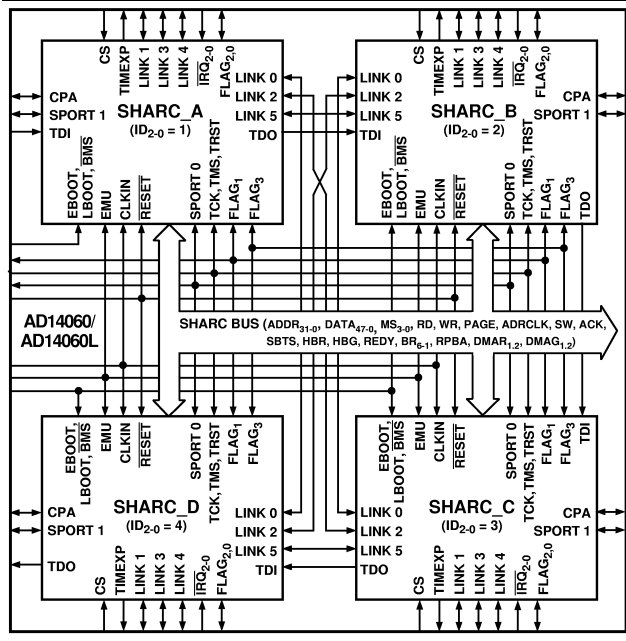 CS
TIMEXP
LINK 1
LINK 3
LINK 4
IRQ2-0
FLAG2,0
CS
TIMEXP
LINK 1
LINK 3
LINK 4
IRQ2-0
FLAG2,0
CPA
SPORT 1
TDI
SHARC_A
(ID2-0 = 1)
LINK 0
LINK 2
LINK 5
TDO
LINK 0
LINK 2
LINK 5
TDI
SHARC_B
(ID2-0 = 2)
CPA
SPORT 1
EBOOT,
LBOOT, BMS
EMU
CLKIN
RESET
SPORT 0
TCK, TMS, TRST
FLAG1
FLAG3
EBOOT,
LBOOT, BMS
EMU
CLKIN
RESET
SPORT 0
TCK, TMS, TRST
FLAG1
FLAG3
TDO
AD14060/
AD14060L
SHARC BUS (ADDR31-0, DATA47-0, MS3-0, RD, WR, PAGE, ADRCLK, SW, ACK,
SBTS, HBR, HBG, REDY, BR6-1, RPBA, DMAR1.2, DMAG1.2)
EBOOT,
LBOOT, BMS
EMU
CLKIN
RESET
SPORT 0
TCK, TMS, TRST
FLAG1
FLAG3
EBOOT,
LBOOT, BMS
EMU
CLKIN
RESET
SPORT 0
TCK, TMS, TRST
FLAG1
FLAG3
TDI
CPA
SPORT 1
TDO
SHARC_D
(ID2-0 = 4)
LINK 0
LINK 2
LINK 5
TDI
LINK 0
LINK 2
LINK 5
TDO
SHARC_C
(ID2-0 = 3)
CPA
SPORT 1
CS
TIMEXP
LINK 1
LINK 3
LINK 4
IRQ2-0
FLAG2,0
CS
TIMEXP
LINK 1
LINK 3
LINK 4
IRQ2-0
FLAG2,0